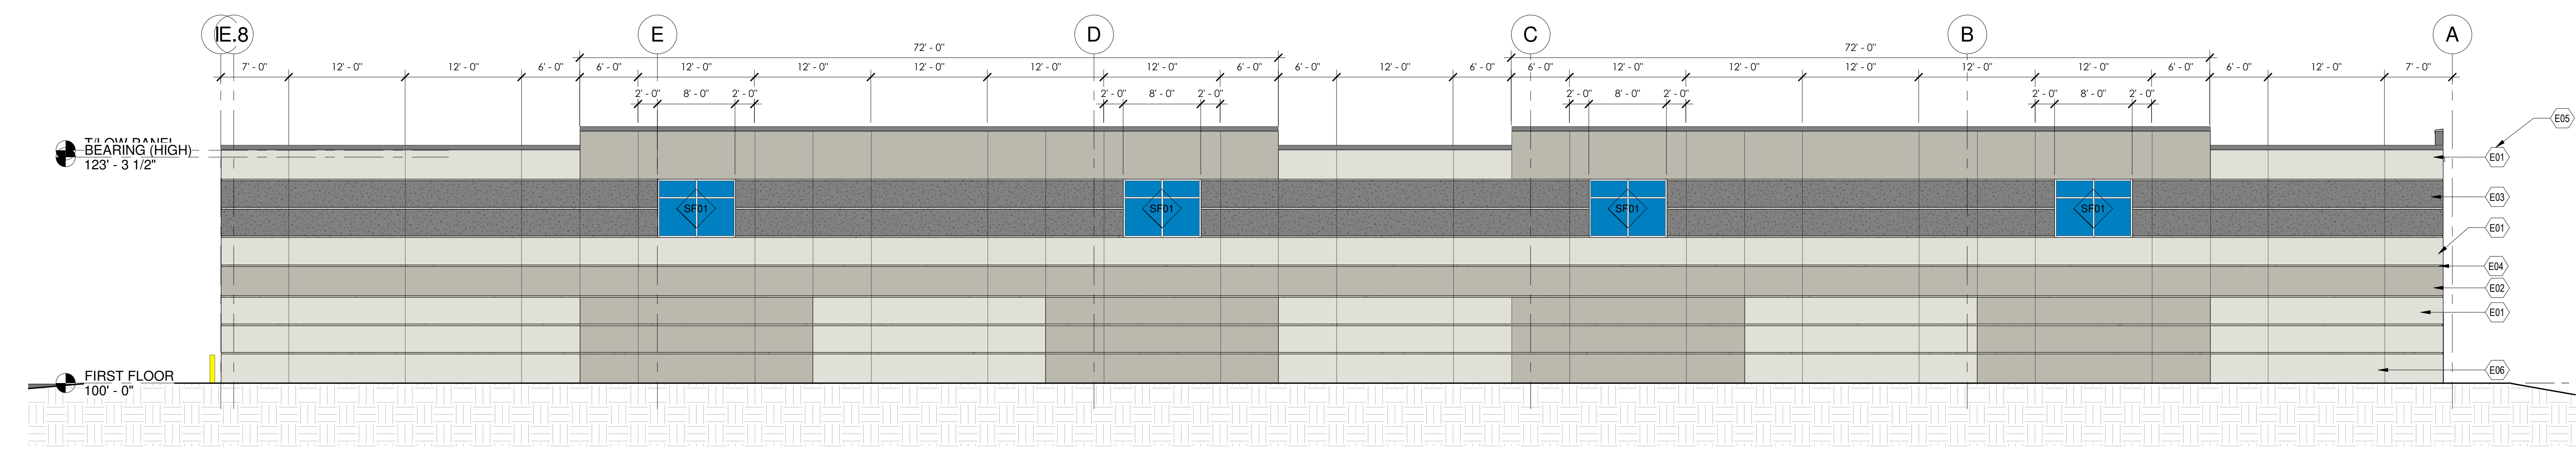 E.8 E D C B A
72' - 0" 72' - 0"
7' - 0" 12' - 0" 12' - 0" 6' - 0" 6' - 0" 12' - 0" 12' - 0" 12' - 0" 12' - 0" 12' - 0" 6' - 0" 6' - 0" 12' - 0" 6' - 0" 6' - 0" 12' - 0" 12' - 0" 12' - 0" 12' - 0" 12' - 0" 6' - 0" 6' - 0" 12' - 0" 7' - 0"
2' - 0" 8' - 0" 2' - 0" 2' - 0" 8' - 0" 2' - 0" 2' - 0" 8' - 0" 2' - 0" 2' - 0" 8' - 0" 2' - 0"
E05
T/LOW PANEL
BEARING (HIGH)
123' - 3 1/2"
E01
E03
SF01 SF01 SF01 SF01
E01
E04
E02
E01
E06
FIRST FLOOR
100' - 0"